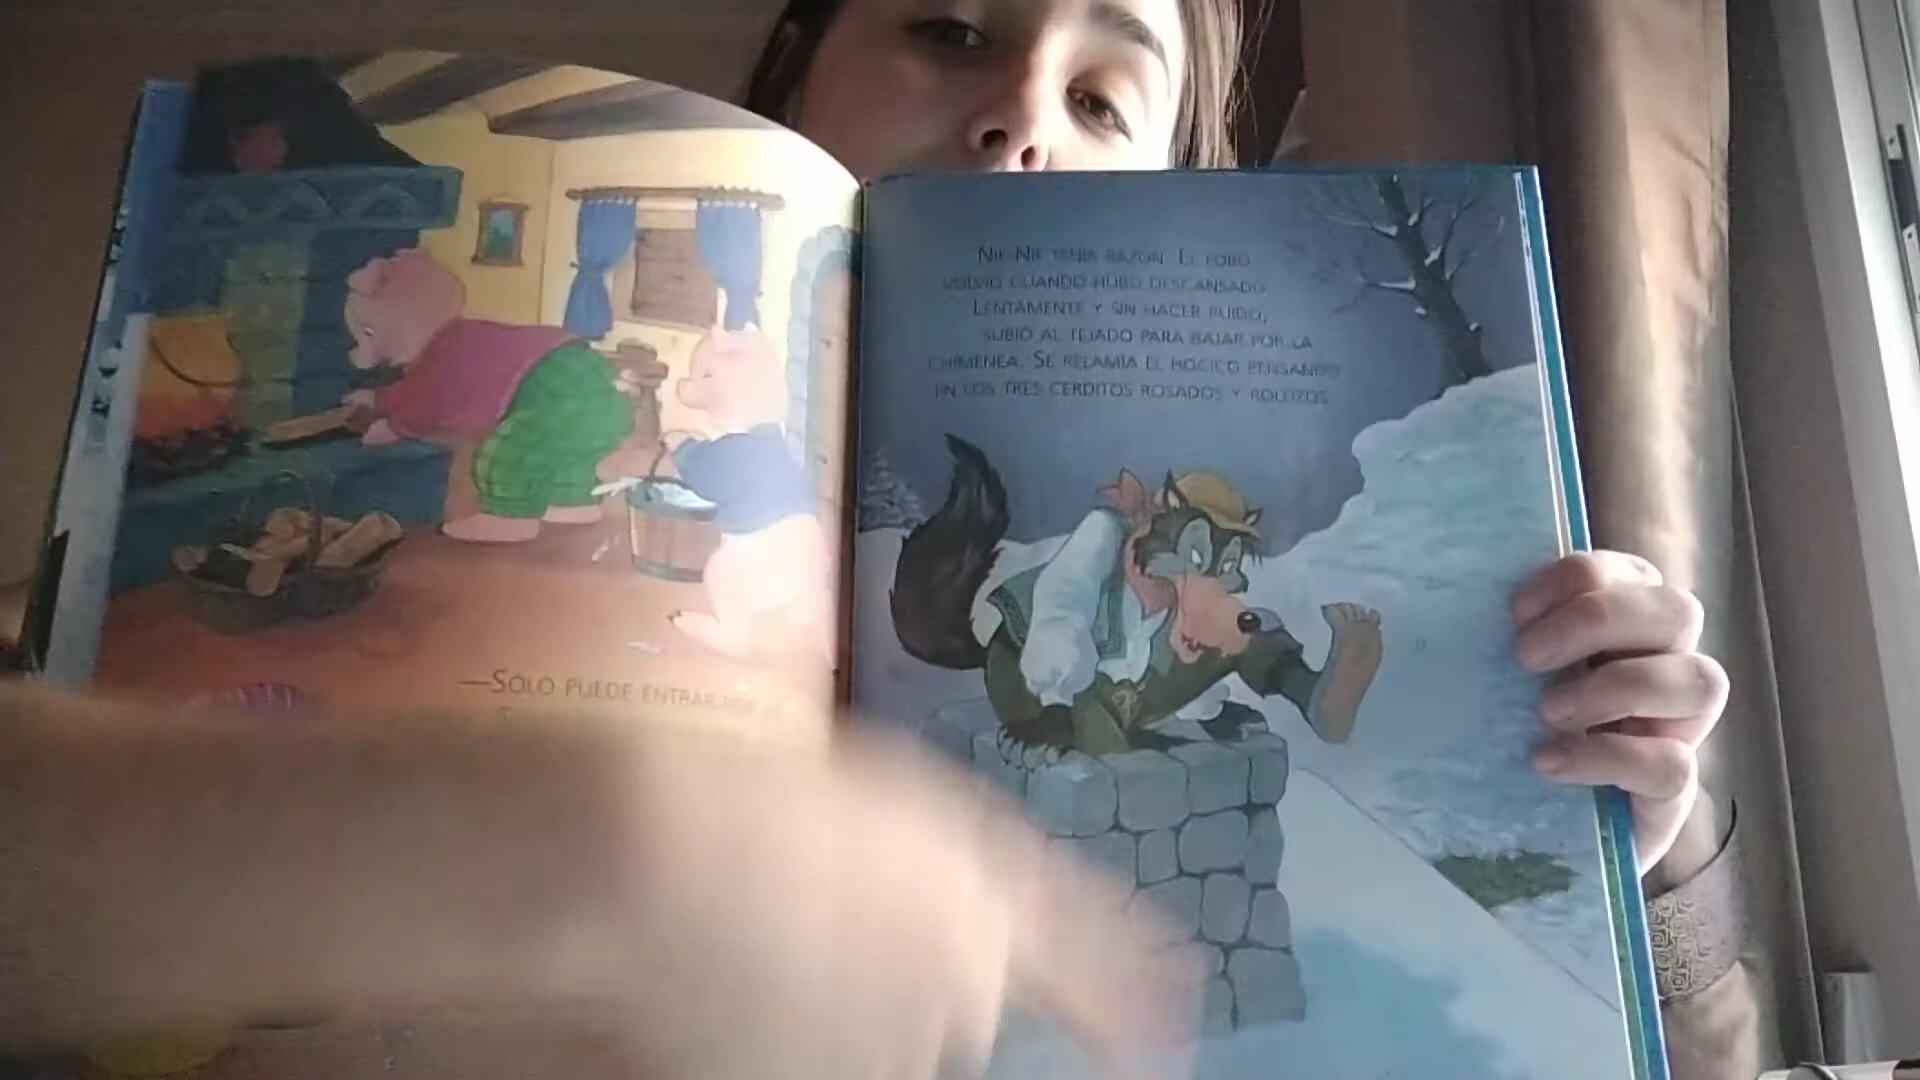 —SOLO PUEDE ENTRAR POR
NIF-NIF TENÍA RAZÓN. EL LOBO
VOLVIÓ CUANDO HUBO DESCANSADO.
LENTAMENTE Y SIN HACER RUIDO,
SUBIÓ AL TEJADO PARA BAJAR POR LA
CHIMENEA. SE RELAMÍA EL HOCICO PENSANDO
EN LOS TRES CERDITOS ROSADOS Y ROLLIZOS.